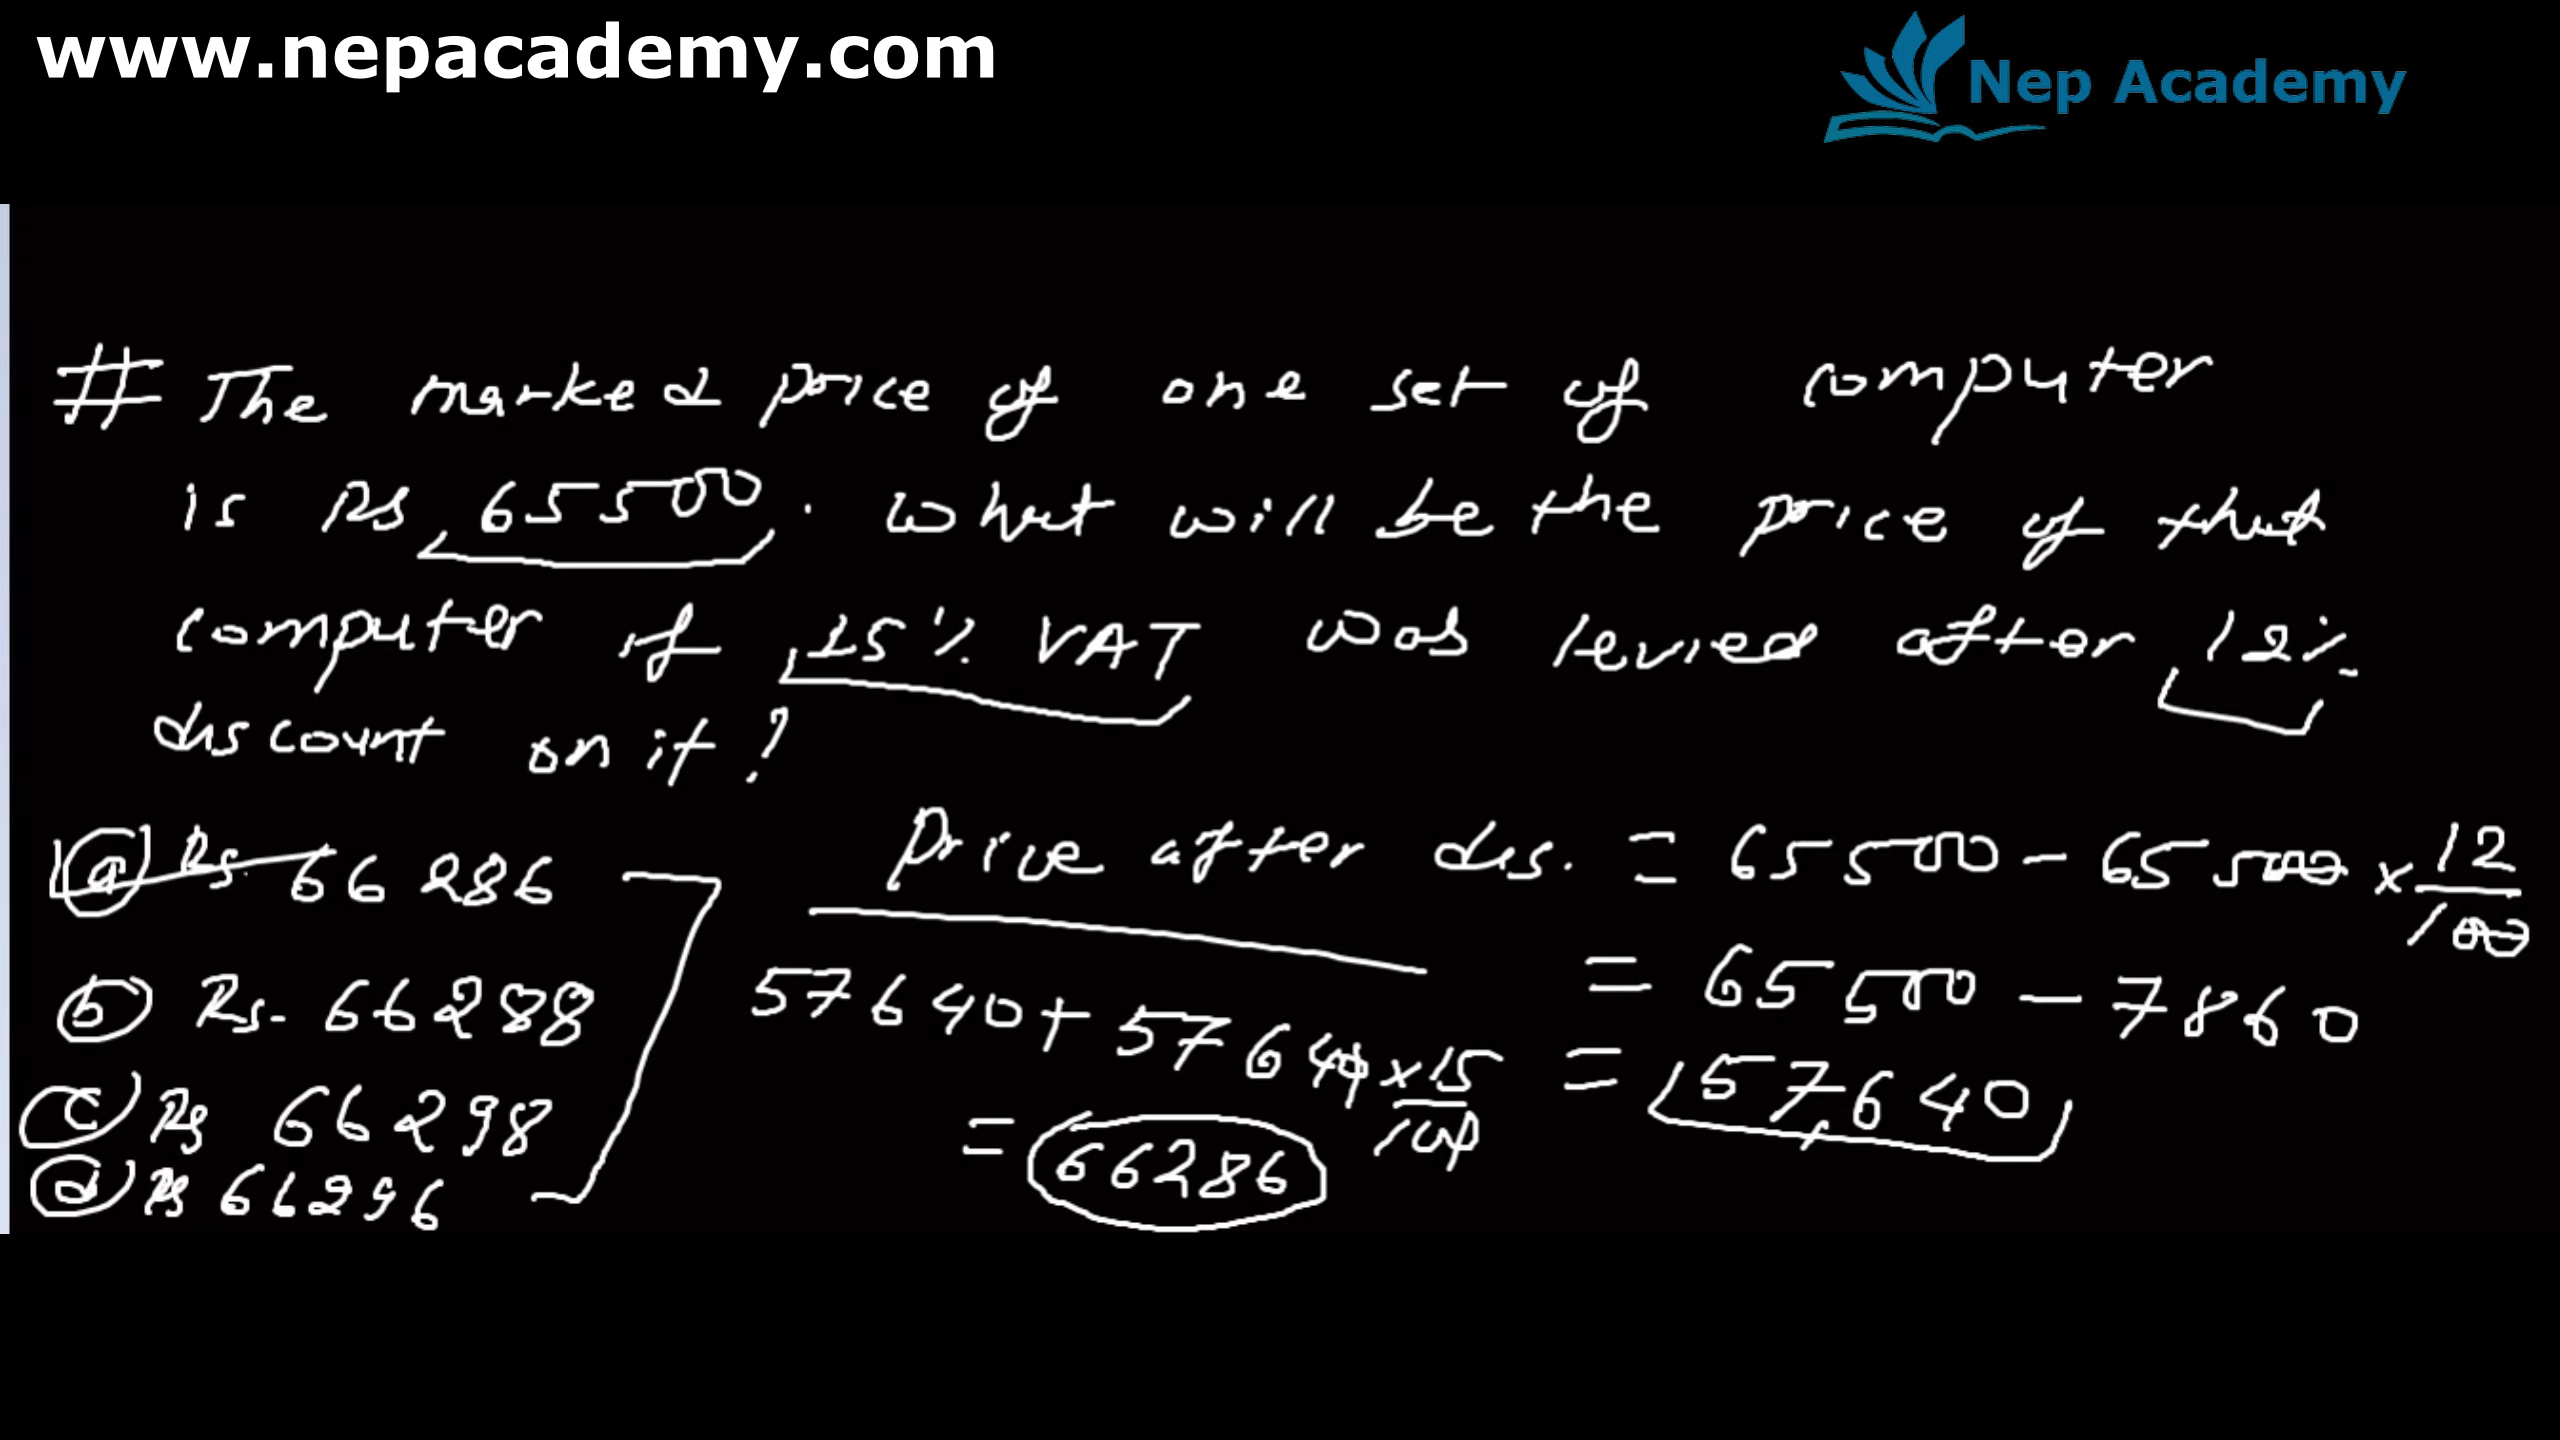 www.nepacademy.com
Nep Academy
# The marked price of one set of computer
is Rs 65500. what will be the price of that
computer if 15% VAT was levied after 12%
discount on it?
(a) Rs. 66286
(b) Rs. 66288
(c) Rs 66298
(d) Rs 66296
Price after dis. = 65500 - 65500 × 12/100
= 65500 - 7860
= 57,640
57640 + 57640 × 15/100
= 66286